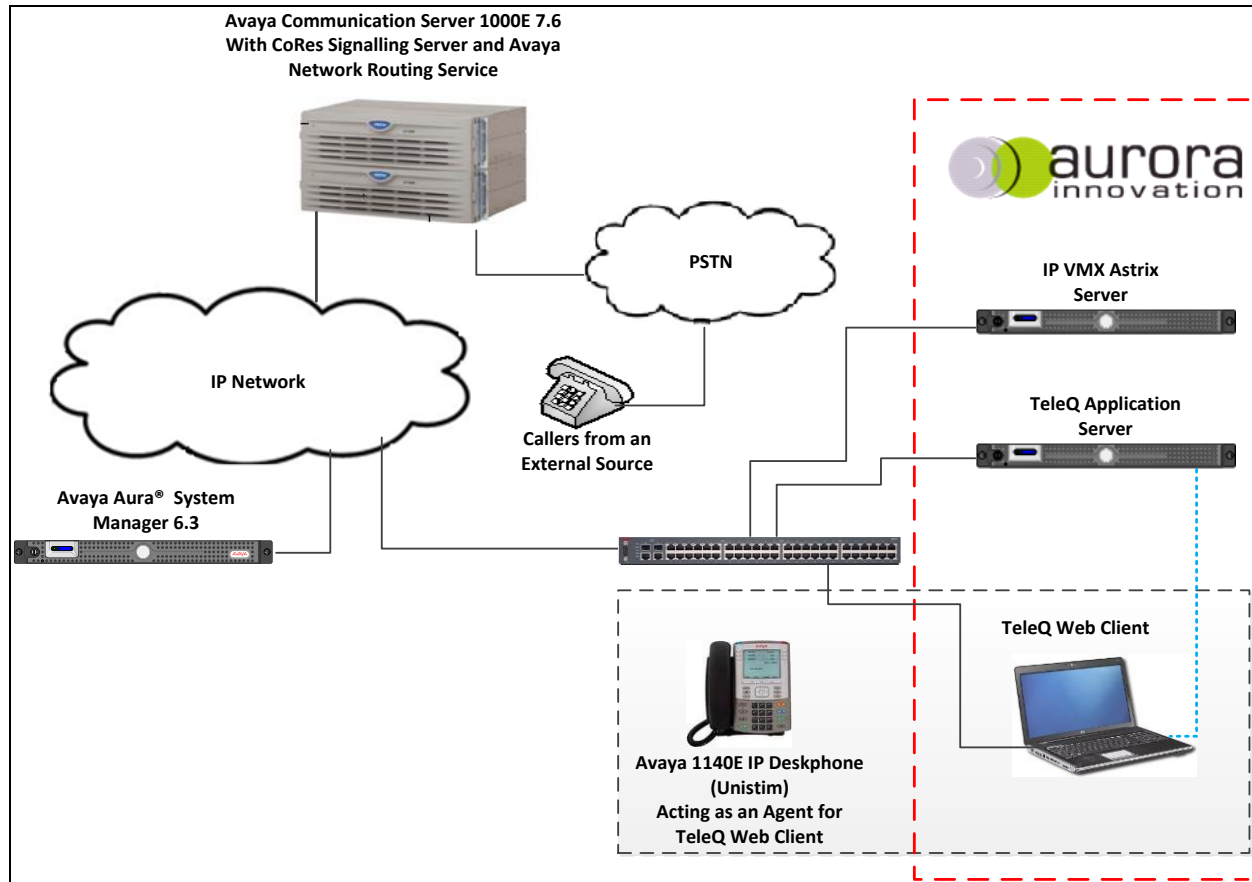 Avaya Communication Server 1000E 7.6
With CoRes Signalling Server and Avaya
Network Routing Service
aurora
innovation
PSTN
IP VMX Astrix
Server
IP Network
TeleQ Application
Server
Callers from an
External Source
Avaya Aura® System
Manager 6.3
TeleQ Web Client
Avaya 1140E IP Deskphone
(Unistim)
Acting as an Agent for
TeleQ Web Client